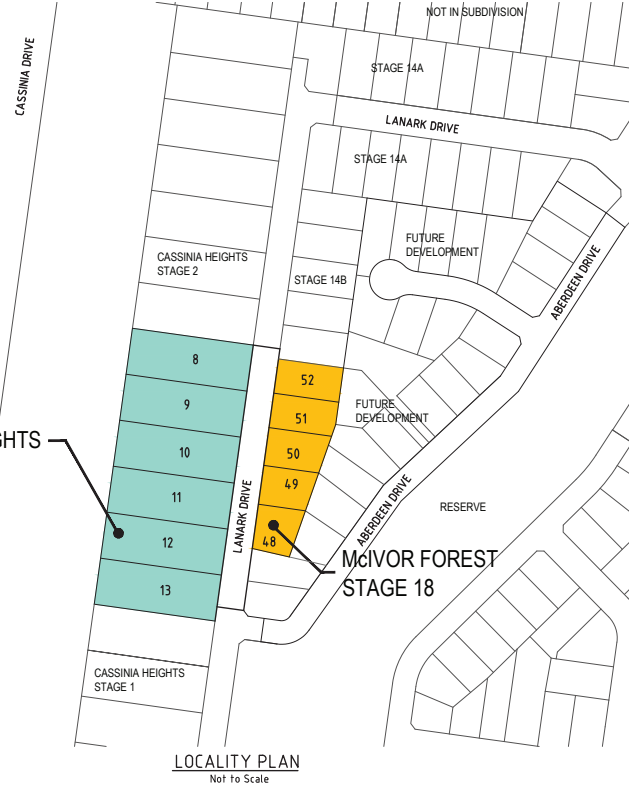 NOT IN SUBDIVISION
CASSINIA DRIVE
STAGE 14A
LANARK DRIVE
STAGE 14A
FUTURE
DEVELOPMENT
CASSINIA HEIGHTS
STAGE 2
STAGE 14B
ABERDEEN DRIVE
8
52
9
FUTURE
DEVELOPMENT
51
GHTS
10
50
11
49
LANARK DRIVE
ABERDEEN DRIVE
RESERVE
12
48
McIVOR FOREST
STAGE 18
13
CASSINIA HEIGHTS
STAGE 1
LOCALITY PLAN
Not to Scale